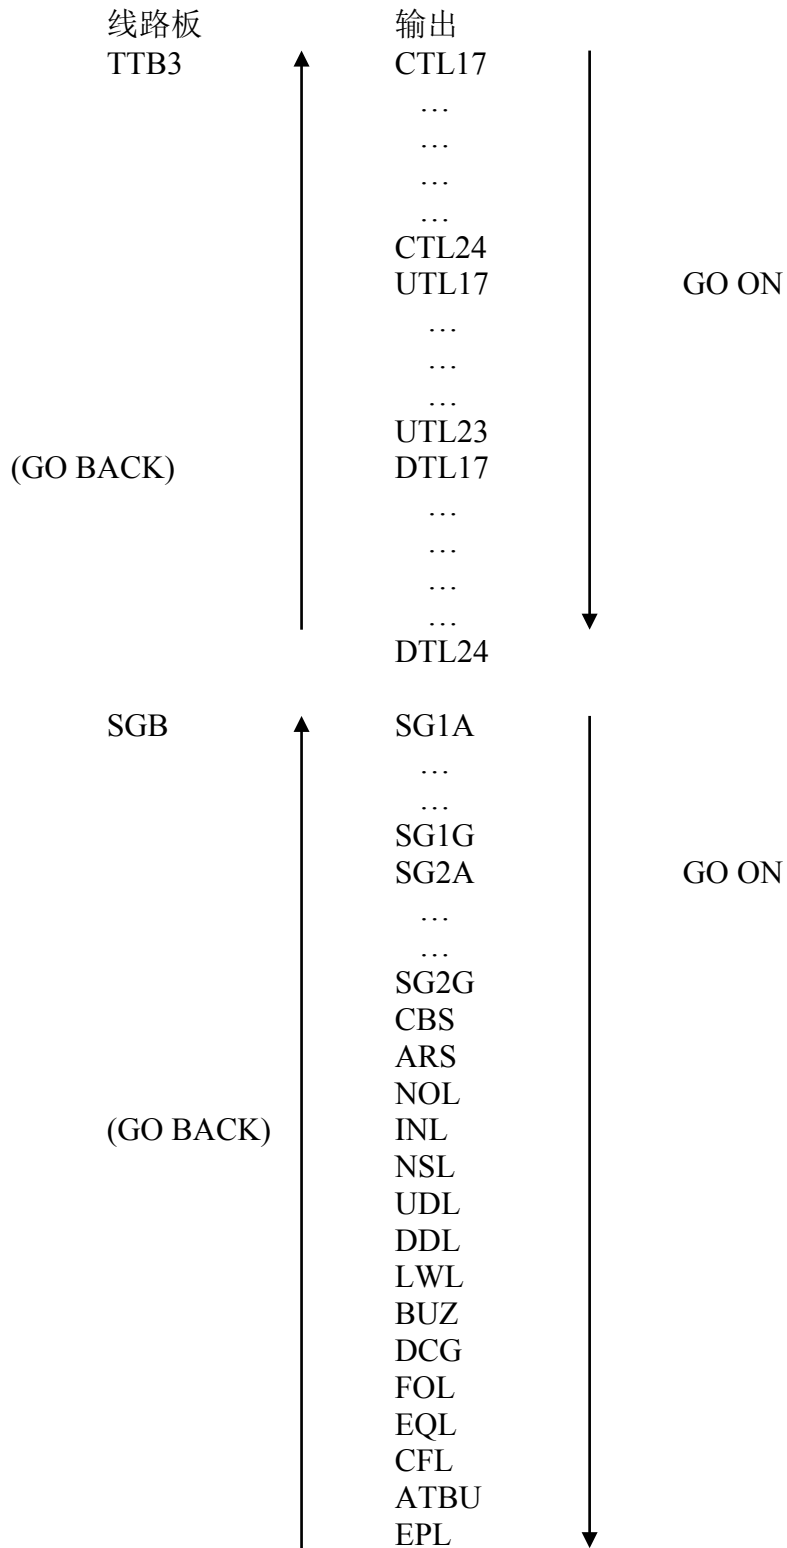 线路板 输出
TTB3 CTL17
…
…
…
…
CTL24
UTL17 GO ON
…
…
…
UTL23
(GO BACK) DTL17
…
…
…
…
DTL24
SGB SG1A
…
…
SG1G
SG2A GO ON
…
…
SG2G
CBS
ARS
NOL
(GO BACK) INL
NSL
UDL
DDL
LWL
BUZ
DCG
FOL
EQL
CFL
ATBU
EPL